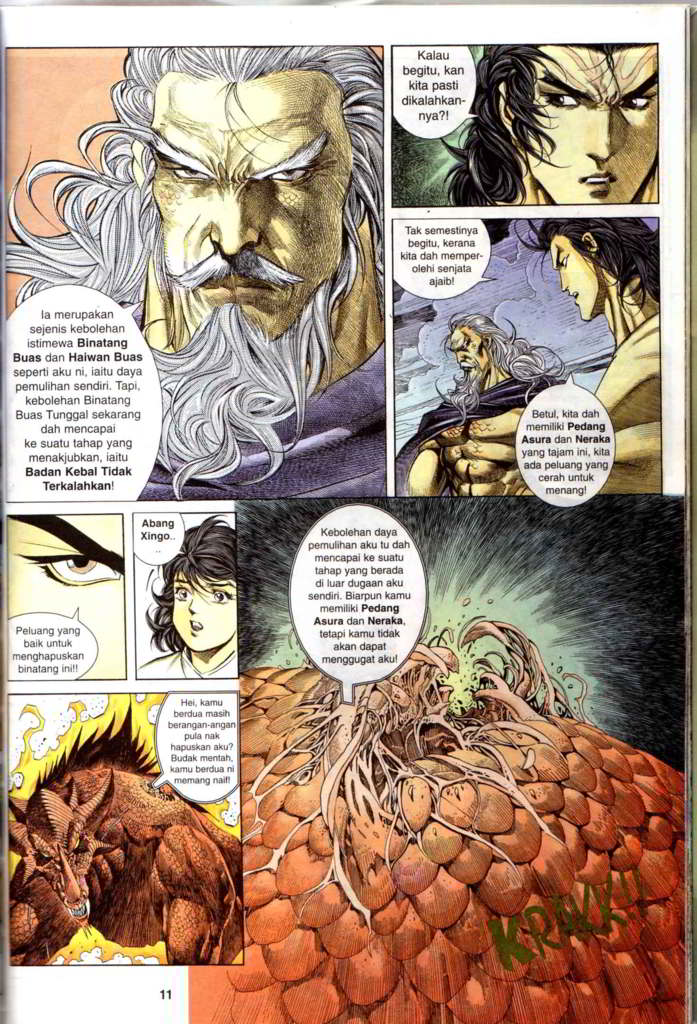 Ia merupakan
sejenis kebolehan
istimewa Binatang
Buas dan Haiwan Buas
seperti aku ni, iaitu daya
pemulihan sendiri. Tapi,
kebolehan Binatang
Buas Tunggal sekarang
dah mencapai
ke suatu tahap yang
menakjubkan, iaitu
Badan Kebal Tidak
Terkalahkan!
Kalau
begitu, kan
kita pasti
dikalahkan-
nya?!
Tak semestinya
begitu, kerana
kita dah memper-
olehi senjata
ajaib!
Betul, kita dah
memiliki Pedang
Asura dan Neraka
yang tajam ini, kita
ada peluang yang
cerah untuk
menang!
Peluang yang
baik untuk
menghapuskan
binatang ini!!
Abang
Xingo..
Kebolehan daya
pemulihan aku tu dah
mencapai ke suatu
tahap yang berada
di luar dugaan aku
sendiri. Biarpun kamu
memiliki Pedang
Asura dan Neraka,
tetapi kamu tidak
akan dapat
menggugat aku!
Hei, kamu
berdua masih
berangan-angan
pula nak
hapuskan aku?
Budak mentah,
kamu berdua ni
memang naif!
KRAKK!!
11